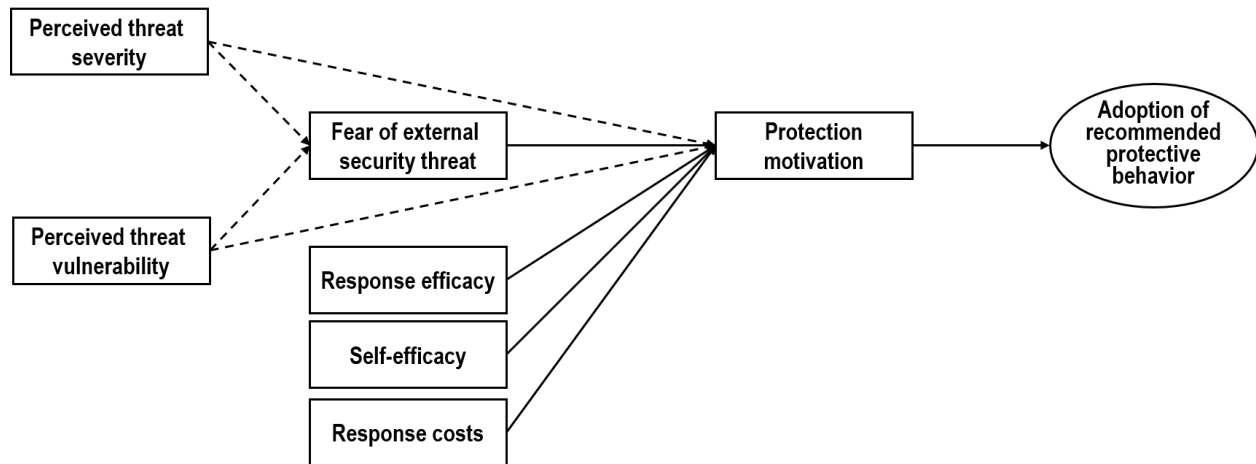 Perceived threat
severity
Fear of external
security threat
Protection
motivation
Adoption of
recommended
protective
behavior
Perceived threat
vulnerability
Response efficacy
Self-efficacy
Response costs